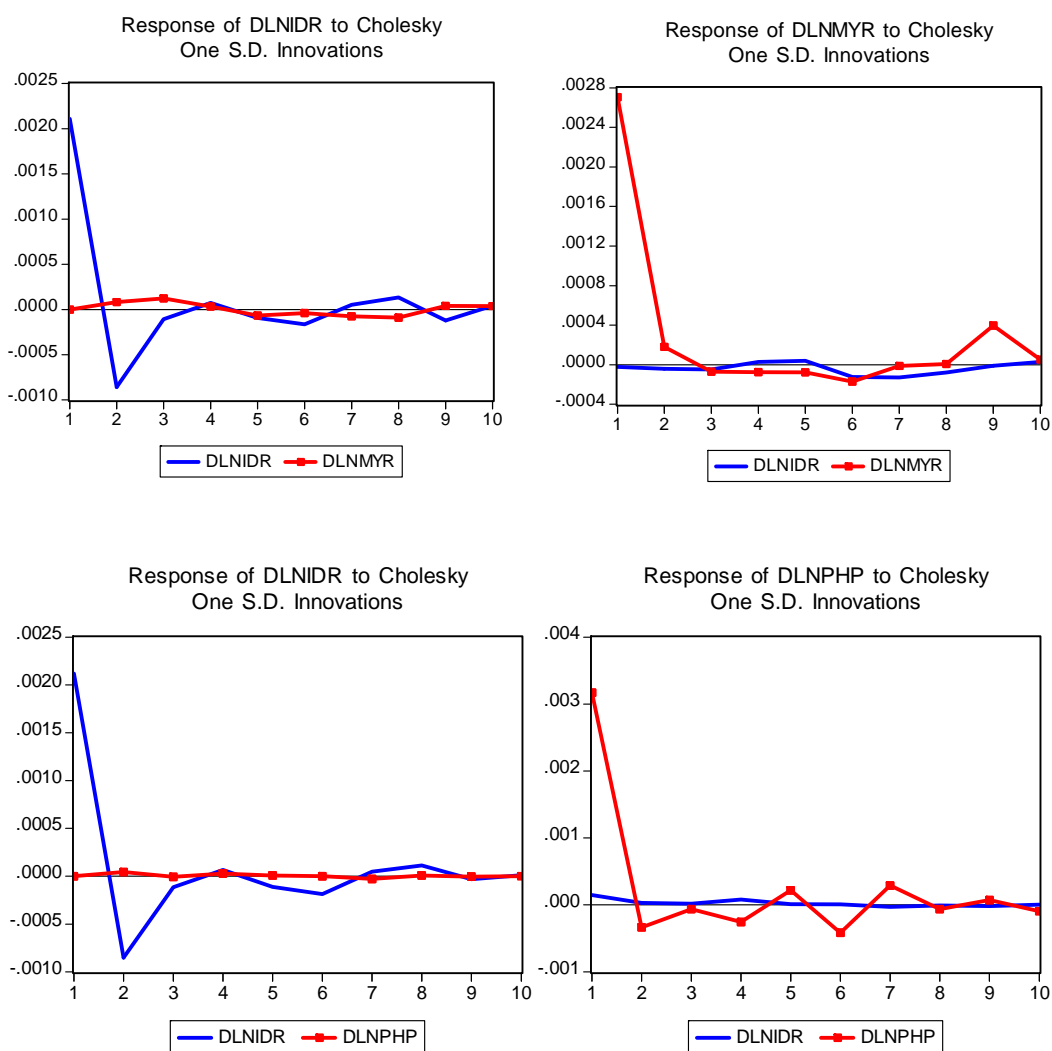 Response of DLNIDR to Cholesky
One S.D. Innovations
.0025
.0020
.0015
.0010
.0005
.0000
-.0005
-.0010
1 2 3 4 5 6 7 8 9 10
DLNIDR DLNMYR
Response of DLNMYR to Cholesky
One S.D. Innovations
.0028
.0024
.0020
.0016
.0012
.0008
.0004
.0000
-.0004
1 2 3 4 5 6 7 8 9 10
DLNIDR DLNMYR
Response of DLNIDR to Cholesky
One S.D. Innovations
.0025
.0020
.0015
.0010
.0005
.0000
-.0005
-.0010
1 2 3 4 5 6 7 8 9 10
DLNIDR DLNPHP
Response of DLNPHP to Cholesky
One S.D. Innovations
.004
.003
.002
.001
.000
-.001
1 2 3 4 5 6 7 8 9 10
DLNIDR DLNPHP